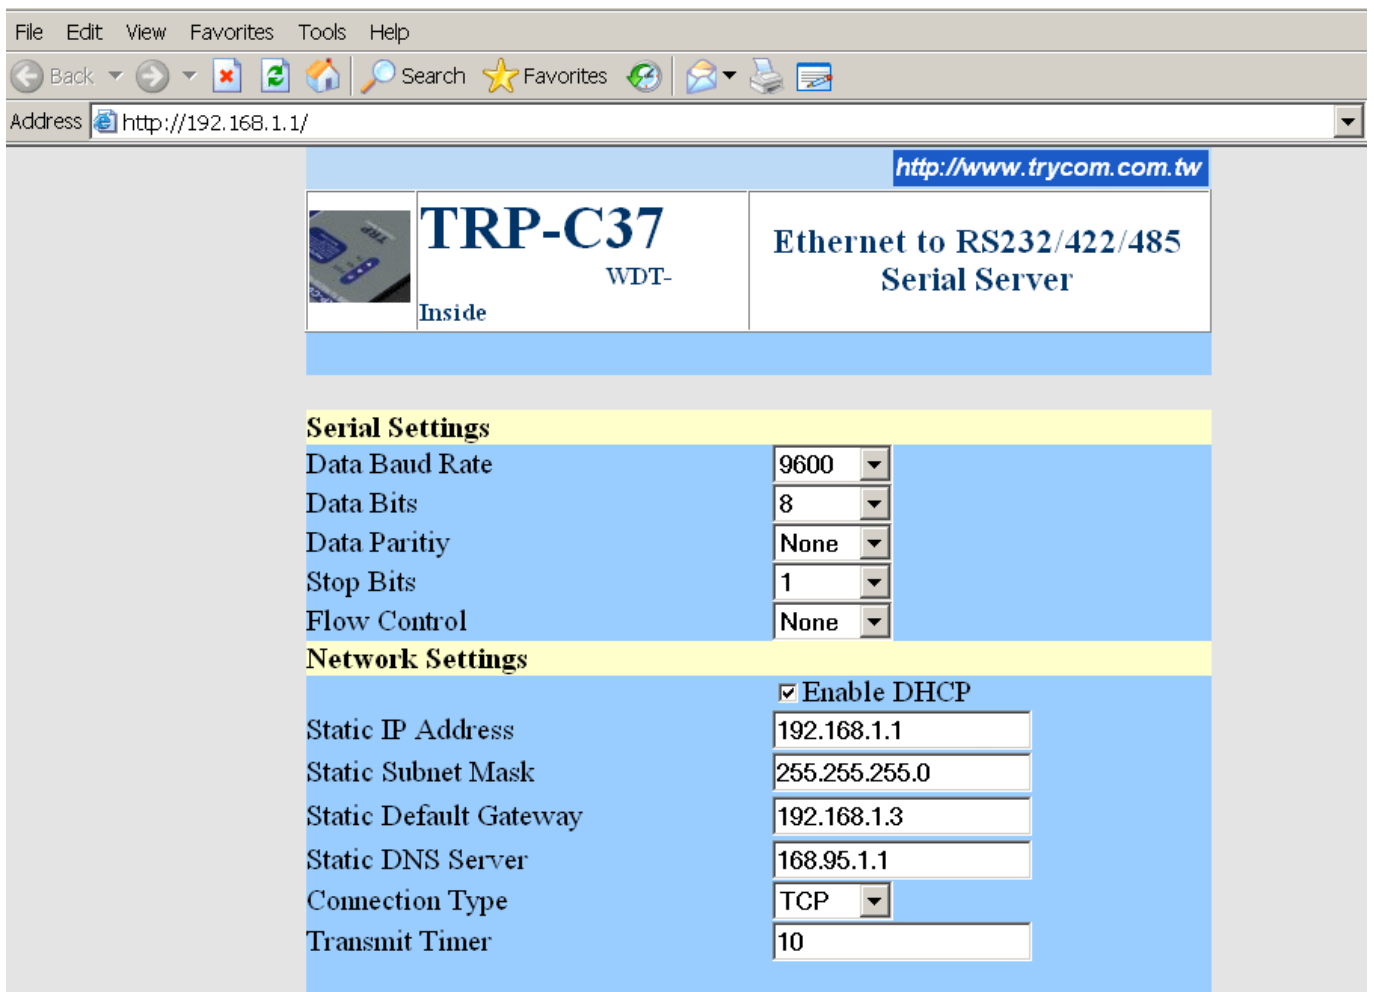 File Edit View Favorites Tools Help
Back Search Favorites
Address http://192.168.1.1/
http://www.trycom.com.tw
TRP-C37
WDT-
Inside
Ethernet to RS232/422/485
Serial Server
Serial Settings
Data Baud Rate 9600
Data Bits 8
Data Paritiy None
Stop Bits 1
Flow Control None
Network Settings
Enable DHCP
Static IP Address 192.168.1.1
Static Subnet Mask 255.255.255.0
Static Default Gateway 192.168.1.3
Static DNS Server 168.95.1.1
Connection Type TCP
Transmit Timer 10